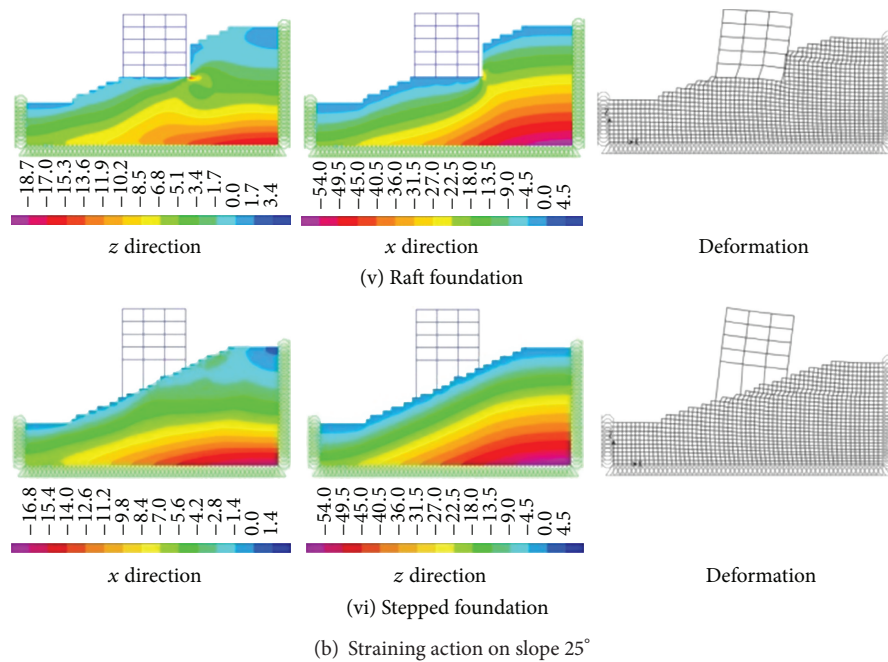 −18.7 −17.0 −15.3 −13.6 −11.9 −10.2 −8.5 −6.8 −5.1 −3.4 −1.7 0.0 1.7 3.4
−54.0 −49.5 −45.0 −40.5 −36.0 −31.5 −27.0 −22.5 −18.0 −13.5 −9.0 −4.5 0.0 4.5
z direction
x direction
Deformation
(v) Raft foundation
−16.8 −15.4 −14.0 −12.6 −11.2 −9.8 −8.4 −7.0 −5.6 −4.2 −2.8 −1.4 0.0 1.4
−54.0 −49.5 −45.0 −40.5 −36.0 −31.5 −27.0 −22.5 −18.0 −13.5 −9.0 −4.5 0.0 4.5
x direction
z direction
Deformation
(vi) Stepped foundation
(b) Straining action on slope 25°